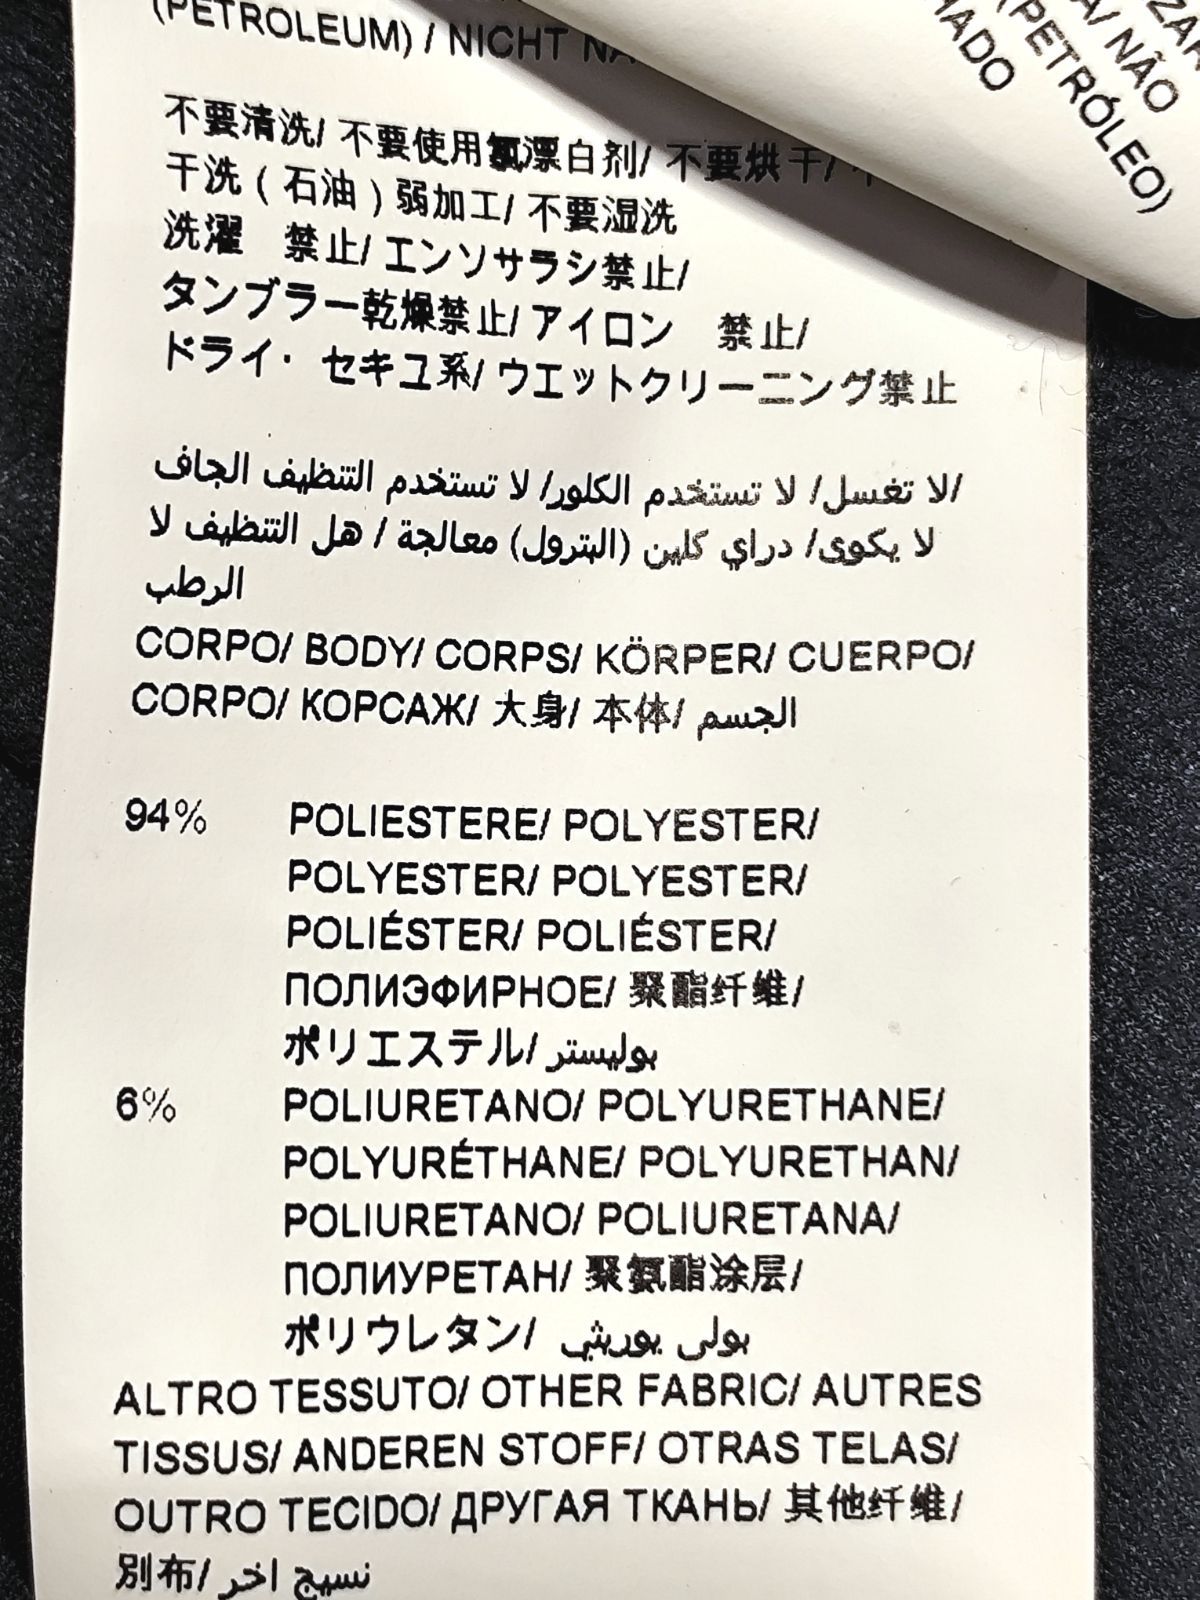 (PETROLEUM) / NICHT
ZAR
A/ NÃO
(PETRÓLEO)
HADO
不要清洗/ 不要使用氯漂白剂/ 不要烘干/
干洗 ( 石油 ) 弱加工/ 不要湿洗
洗濯 禁止/ エンソサラシ禁止/
タンブラー乾燥禁止/ アイロン 禁止/
ドライ・ セキユ系/ ウエットクリーニング禁止
لا تغسل/ لا تستخدم الكلور/ لا تستخدم التنظيف الجاف/
لا يكوى/ دراي كلين (البترول) معالجة / هل التنظيف لا
الرطب
CORPO/ BODY/ CORPS/ KÖRPER/ CUERPO/
CORPO/ КОРСАЖ/ 大身/ 本体/ الجسم
94% POLIESTERE/ POLYESTER/
POLYESTER/ POLYESTER/
POLIÉSTER/ POLIÉSTER/
ПОЛИЭФИРНОЕ/ 聚酯纤维/
ポリエステル/ بوليستر
6% POLIURETANO/ POLYURETHANE/
POLYURÉTHANE/ POLYURETHAN/
POLIURETANO/ POLIURETANA/
ПОЛИУРЕТАН/ 聚氨酯涂层/
ポリウレタン/ بولى يوريثي
ALTRO TESSUTO/ OTHER FABRIC/ AUTRES
TISSUS/ ANDEREN STOFF/ OTRAS TELAS/
OUTRO TECIDO/ ДРУГАЯ ТКАНЬ/ 其他纤维/
別布/ نسيج اخر